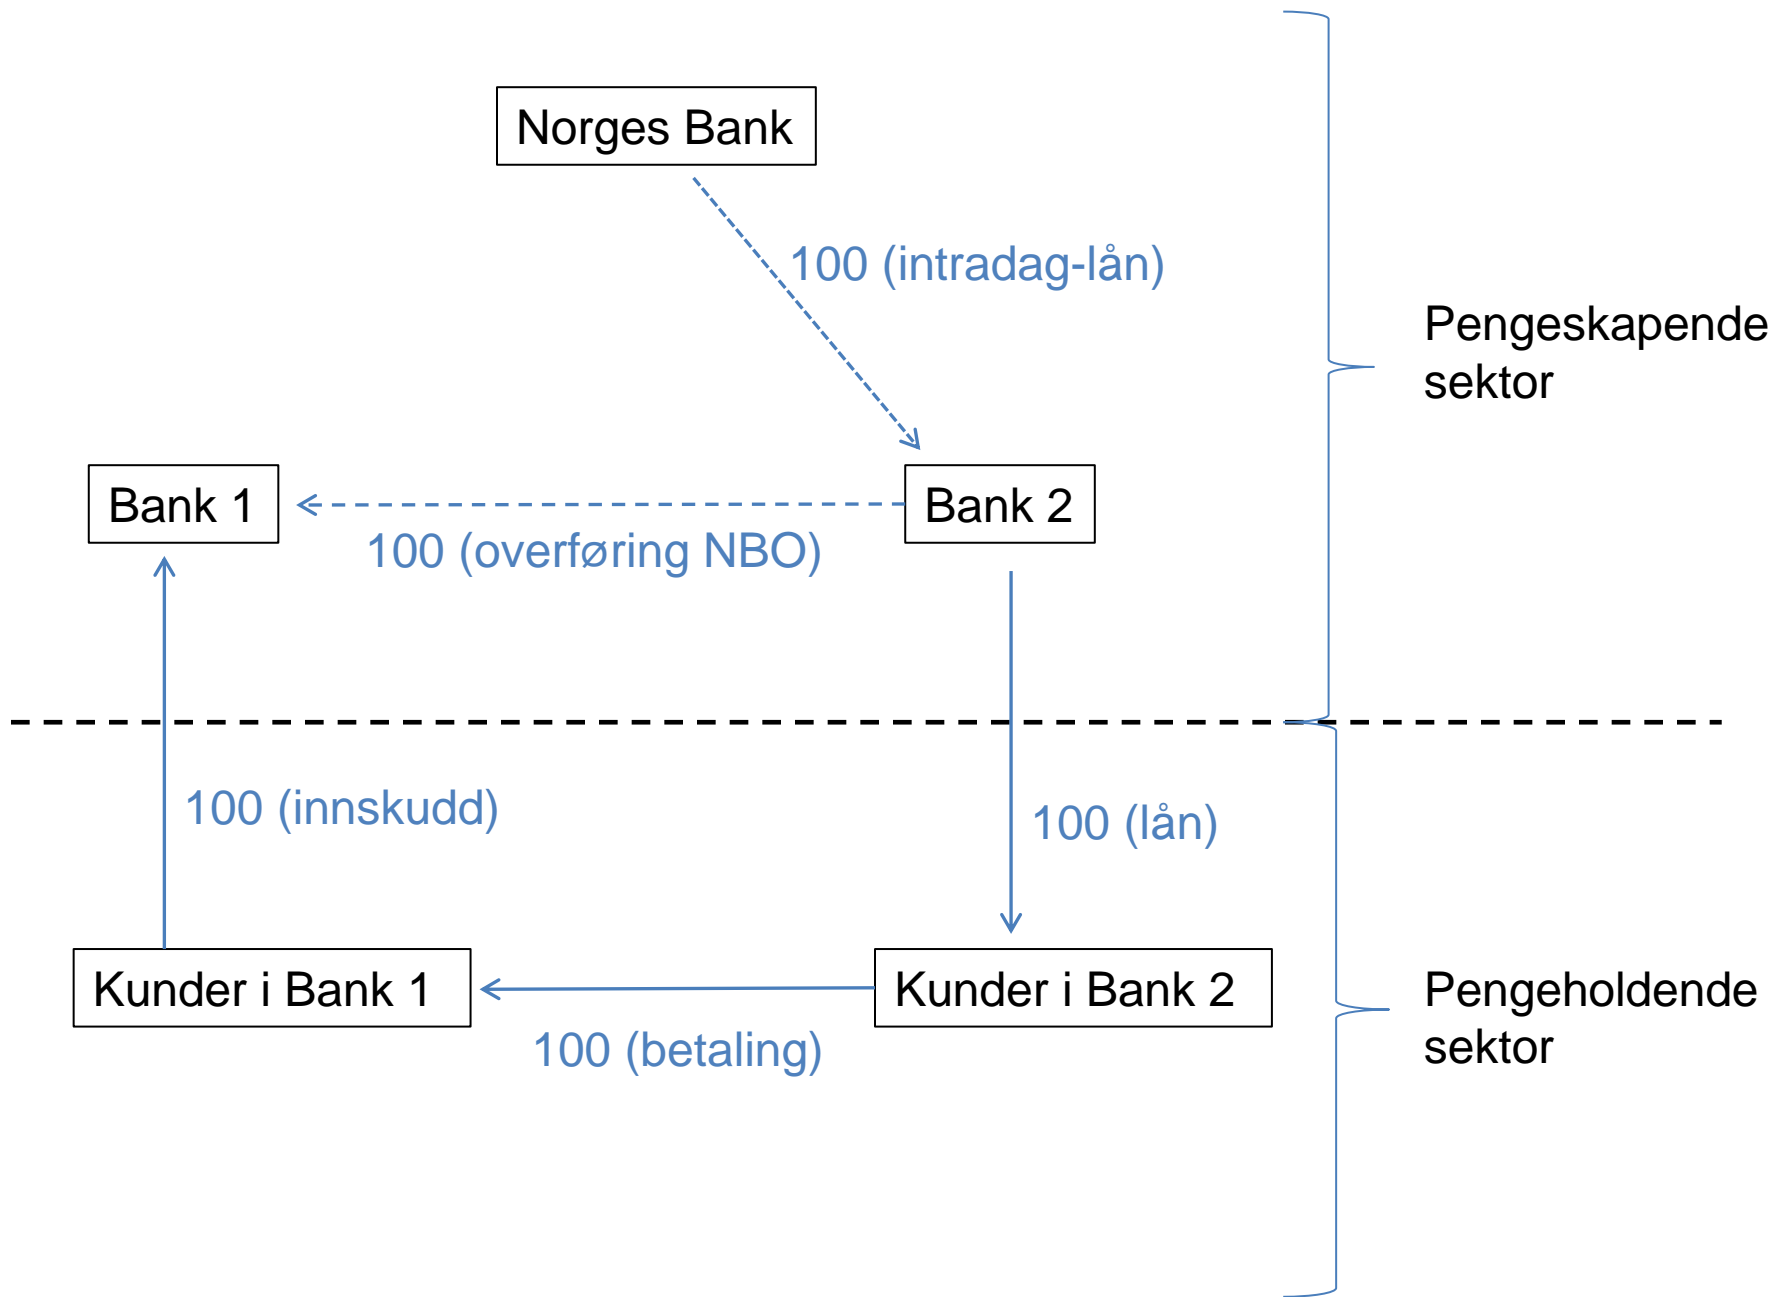 Norges Bank
100 (intradag-lån)
Pengeskapende
sektor
Bank 1
Bank 2
100 (overføring NBO)
100 (innskudd)
100 (lån)
Kunder i Bank 1
Kunder i Bank 2
Pengeholdende
sektor
100 (betaling)